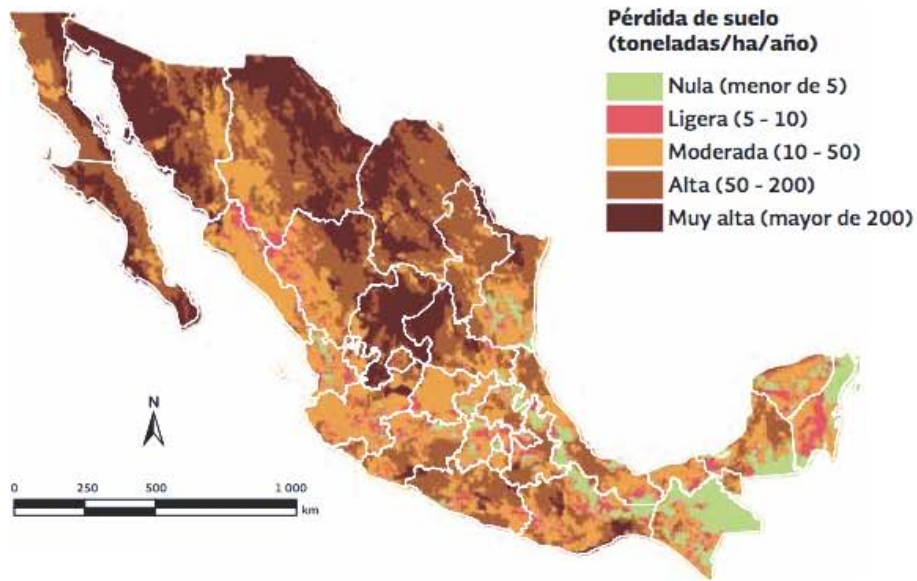 Pérdida de suelo
(toneladas/ha/año)
Nula (menor de 5)
Ligera (5 - 10)
Moderada (10 - 50)
Alta (50 - 200)
Muy alta (mayor de 200)
N
0 250 500 1 000
km